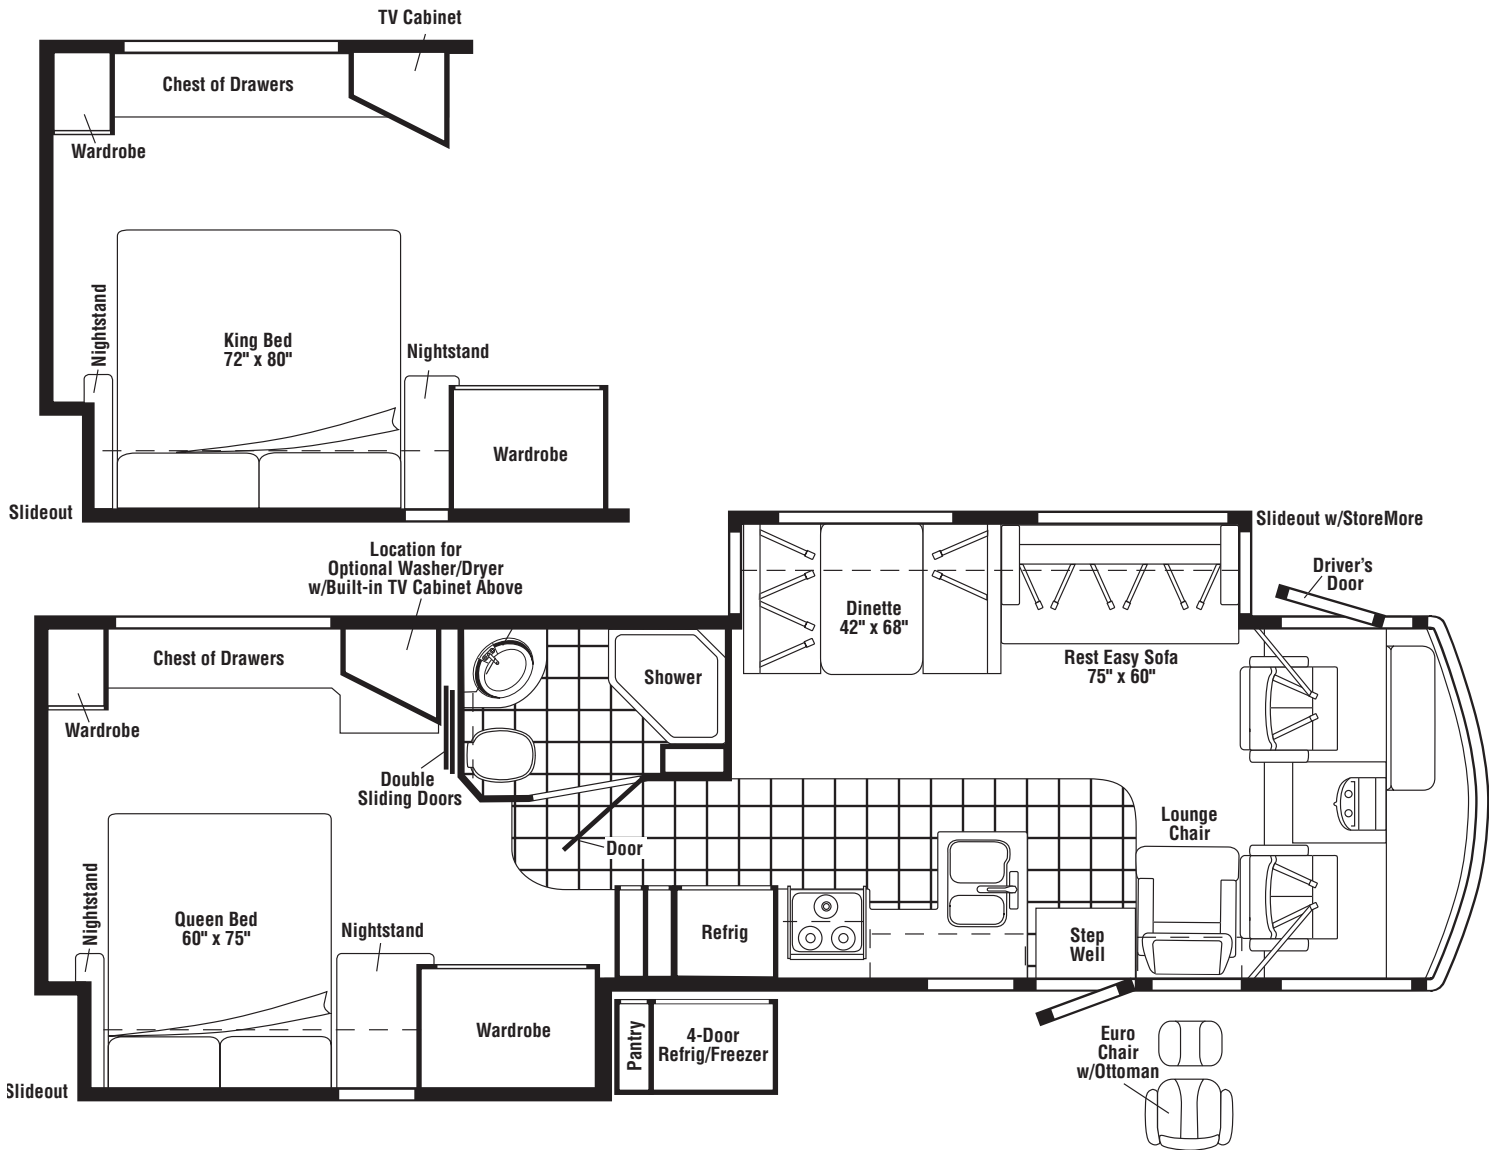 TV Cabinet
Chest of Drawers
Wardrobe
Nightstand
King Bed
72" x 80"
Nightstand
Wardrobe
Slideout
Slideout w/StoreMore
Location for
Optional Washer/Dryer
w/Built-in TV Cabinet Above
Driver's
Door
Dinette
42" x 68"
Rest Easy Sofa
75" x 60"
Chest of Drawers
Shower
Wardrobe
Double
Sliding Doors
Lounge
Chair
Door
Nightstand
Queen Bed
60" x 75"
Nightstand
Refrig
Step
Well
Wardrobe
Pantry
4-Door
Refrig/Freezer
Euro
Chair
w/Ottoman
Slideout